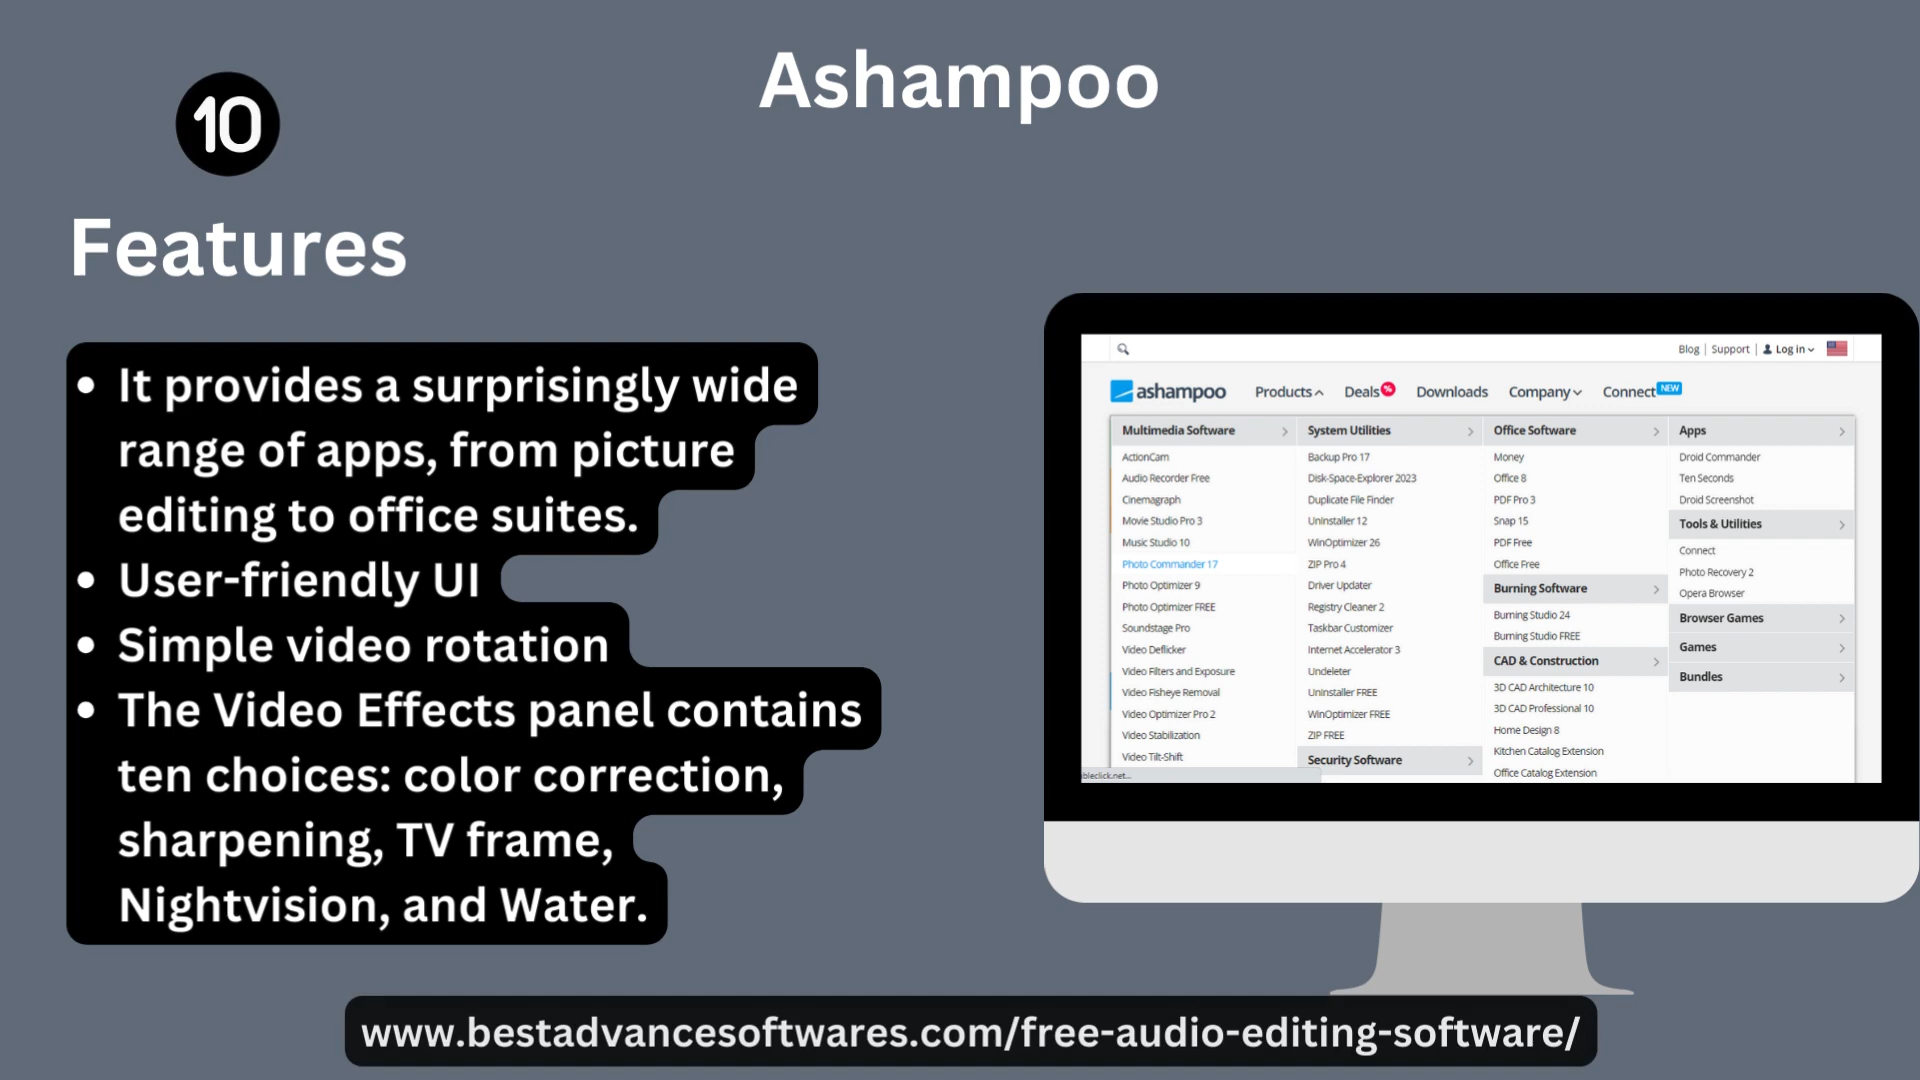 Ashampoo
10
Features
• It provides a surprisingly wide
range of apps, from picture
editing to office suites.
• User-friendly UI
• Simple video rotation
• The Video Effects panel contains
ten choices: color correction,
sharpening, TV frame,
Nightvision, and Water.
Blog | Support | Log in
ashampoo Products Deals % Downloads Company Connect NEW
Multimedia Software
ActionCam
Audio Recorder Free
Cinemagraph
Movie Studio Pro 3
Music Studio 10
Photo Commander 17
Photo Optimizer 9
Photo Optimizer FREE
Soundstage Pro
Video Deflicker
Video Filters and Exposure
Video Fisheye Removal
Video Optimizer Pro 2
Video Stabilization
Video Tilt-Shift
System Utilities
Backup Pro 17
Disk-Space-Explorer 2023
Duplicate File Finder
UnInstaller 12
WinOptimizer 26
ZIP Pro 4
Driver Updater
Registry Cleaner 2
Taskbar Customizer
Internet Accelerator 3
Undeleter
Uninstaller FREE
WinOptimizer FREE
ZIP FREE
Security Software
Office Software
Money
Office 8
PDF Pro 3
Snap 15
PDF Free
Office Free
Burning Software
Burning Studio 24
Burning Studio FREE
CAD & Construction
3D CAD Architecture 10
3D CAD Professional 10
Home Design 8
Kitchen Catalog Extension
Office Catalog Extension
Apps
Droid Commander
Ten Seconds
Droid Screenshot
Tools & Utilities
Connect
Photo Recovery 2
Opera Browser
Browser Games
Games
Bundles
bleclick.net...
www.bestadvancesoftwares.com/free-audio-editing-software/